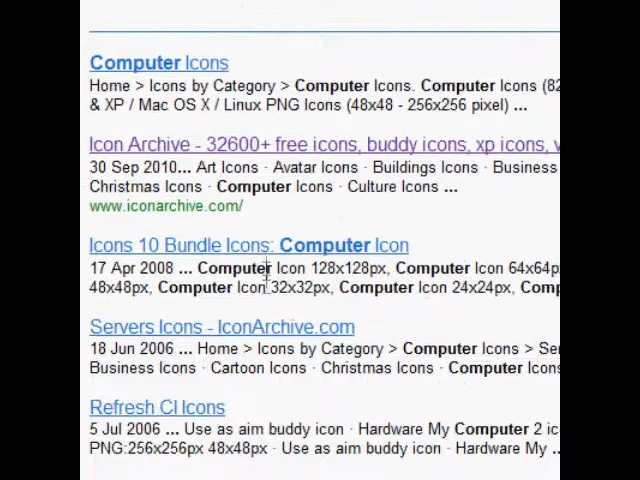 Computer Icons
Home > Icons by Category > Computer Icons. Computer Icons (82
& XP / Mac OS X / Linux PNG Icons (48x48 - 256x256 pixel) ...
Icon Archive - 32600+ free icons, buddy icons, xp icons, v
30 Sep 2010... Art Icons · Avatar Icons · Buildings Icons · Business
Christmas Icons · Computer Icons · Culture Icons ...
www.iconarchive.com/
Icons 10 Bundle Icons: Computer Icon
17 Apr 2008 ... Computer Icon 128x128px, Computer Icon 64x64p
48x48px, Computer Icon 32x32px, Computer Icon 24x24px, Comp
Servers Icons - IconArchive.com
18 Jun 2006 ... Home > Icons by Category > Computer Icons > Ser
Business Icons · Cartoon Icons · Christmas Icons · Computer Icons
Refresh Cl Icons
5 Jul 2006 ... Use as aim buddy icon · Hardware My Computer 2 ic
PNG:256x256px 48x48px · Use as aim buddy icon · Hardware My ..